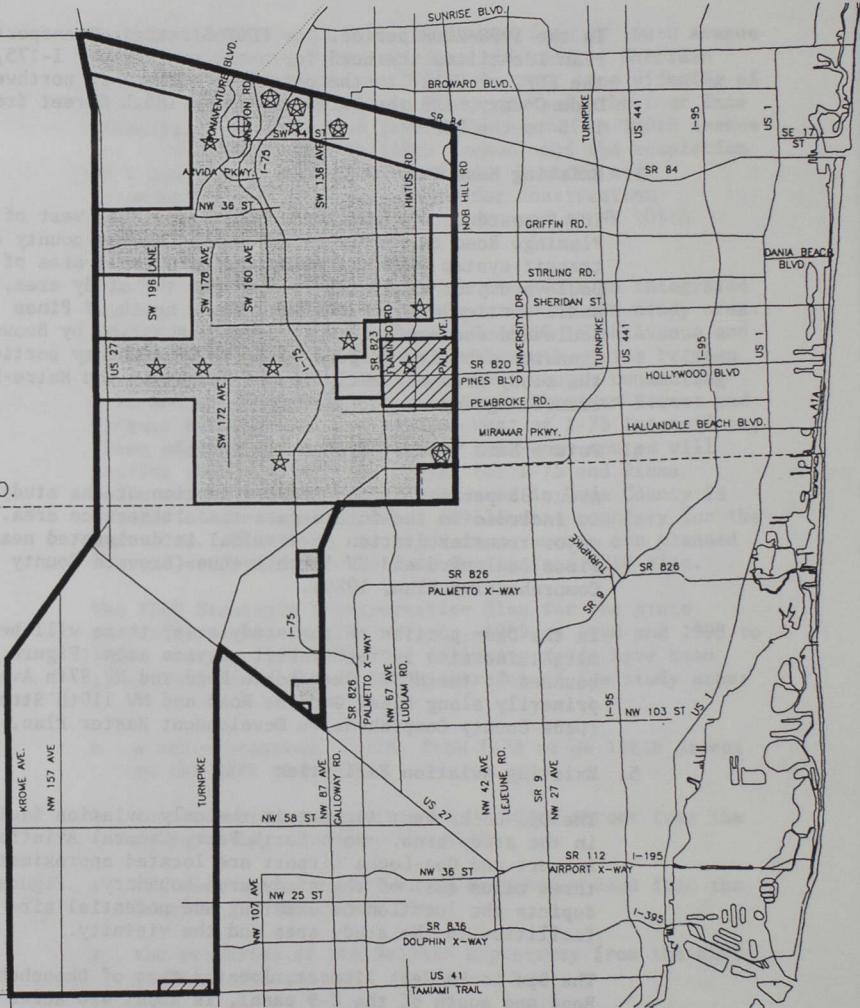 SUNRISE BLVD.
BROWARD BLVD.
BONAVENTURE BLVD.
WESTON RD
SR 84
SW 14 ST
TURNPIKE
US 441
I-95
US 1
SE 17 ST
SR 84
ARVIDA PKWY.
I-75
SW 136 AVE
HIATUS RD
NOB HILL RD
NW 36 ST
GRIFFIN RD.
SW 196 LANE
SW 178 AVE
SW 160 AVE
DANIA BEACH BLVD
STIRLING RD.
SHERIDAN ST.
UNIVERSITY DR.
TURNPIKE
US 441
I-95
US 1
US 27
I-75
SR 823
FLAMINGO RD
PALM AVE.
SR 820
PINES BLVD.
HOLLYWOOD BLVD
PEMBROKE RD.
SW 172 AVE
MIRAMAR PKWY.
HALLANDALE BEACH BLVD.
TURNPIKE
SR 826
SR 826
PALMETTO X-WAY
SR 9
I-75
SR 826
PALMETTO X-WAY
NW 67 AVE
LUDLAM RD.
I-95
NW 103 ST
US 1
KROME AVE.
NW 157 AVE
TURNPIKE
NW 87 AVE
GALLOWAY RD
US 27
NW 42 AVE
LEJEUNE RD.
SR 9
NW 27 AVE
NW 58 ST
SR 112
I-195
AIRPORT X-WAY
NW 36 ST
NW 25 ST
NW 107 AVE
I-395
SR 836
DOLPHIN X-WAY
US 41
TAMIAMI TRAIL